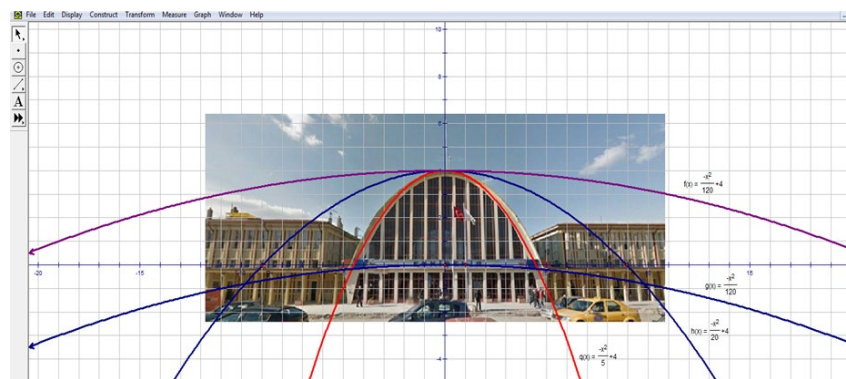 File Edit Display Construct Transform Measure Graph Window Help
A
10
f(x) = -x²/120 +4
-20 -15 15
g(x) = -x²/120
h(x) = -x²/20 +4
q(x) = -x²/5 +4
-4